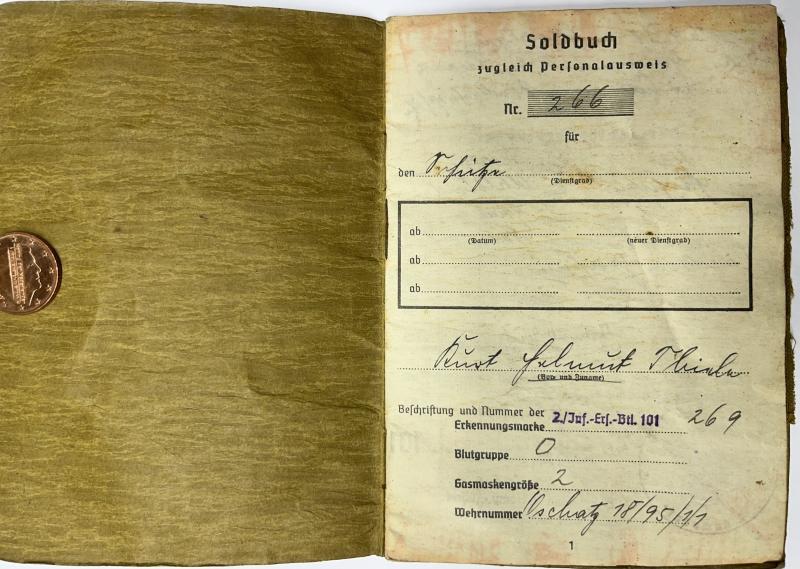 Soldbuch
zugleich Personalausweis
Nr. 266
für
den Schütze
(Dienstgrad)
ab
(Datum) (neuer Dienstgrad)
ab
ab
Kurt Helmut Thiele
(Vor- und Zuname)
Beschriftung und Nummer der
Erkennungsmarke 2./Inf.-Ers.-Btl. 101 269
Blutgruppe O
Gasmaskengröße 2
Wehrnummer Oschatz 18/95/1/1
1